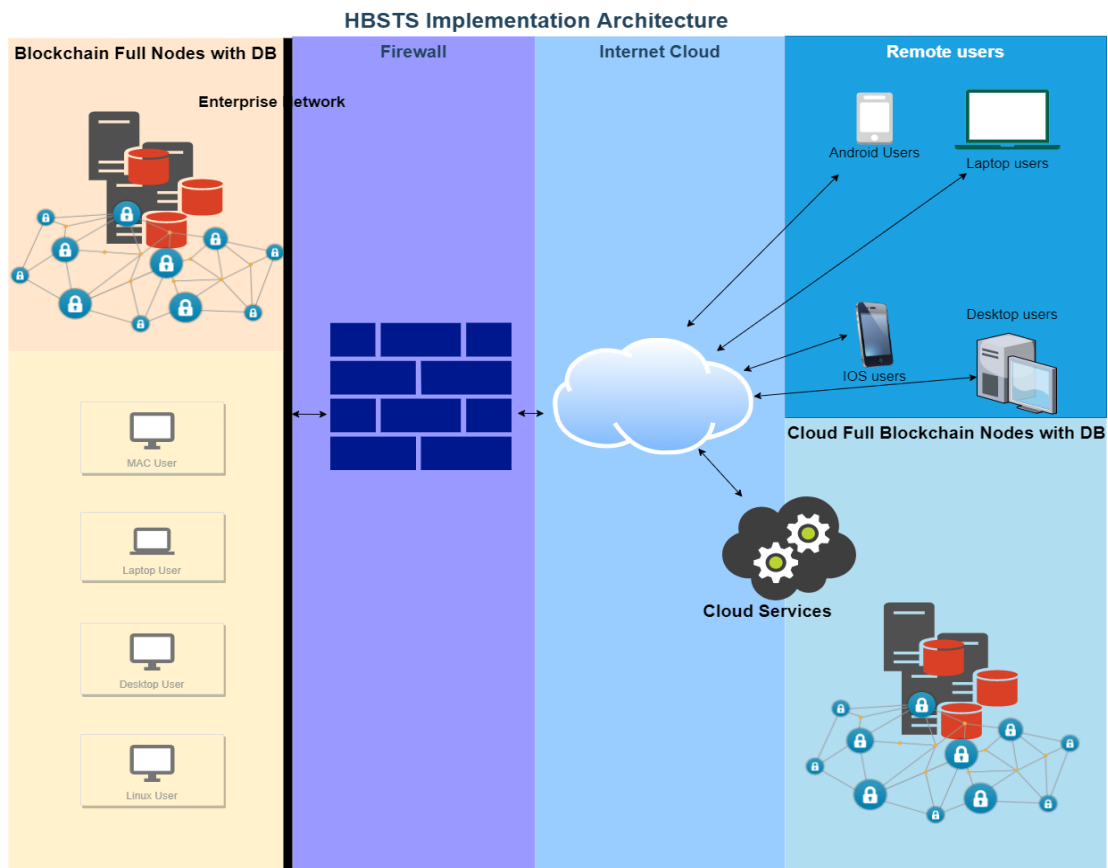 HBSTS Implementation Architecture
Blockchain Full Nodes with DB
Firewall
Internet Cloud
Remote users
Enterprise Network
Android Users
Laptop users
IOS users
Desktop users
Cloud Full Blockchain Nodes with DB
MAC User
Laptop User
Desktop User
Linux User
Cloud Services